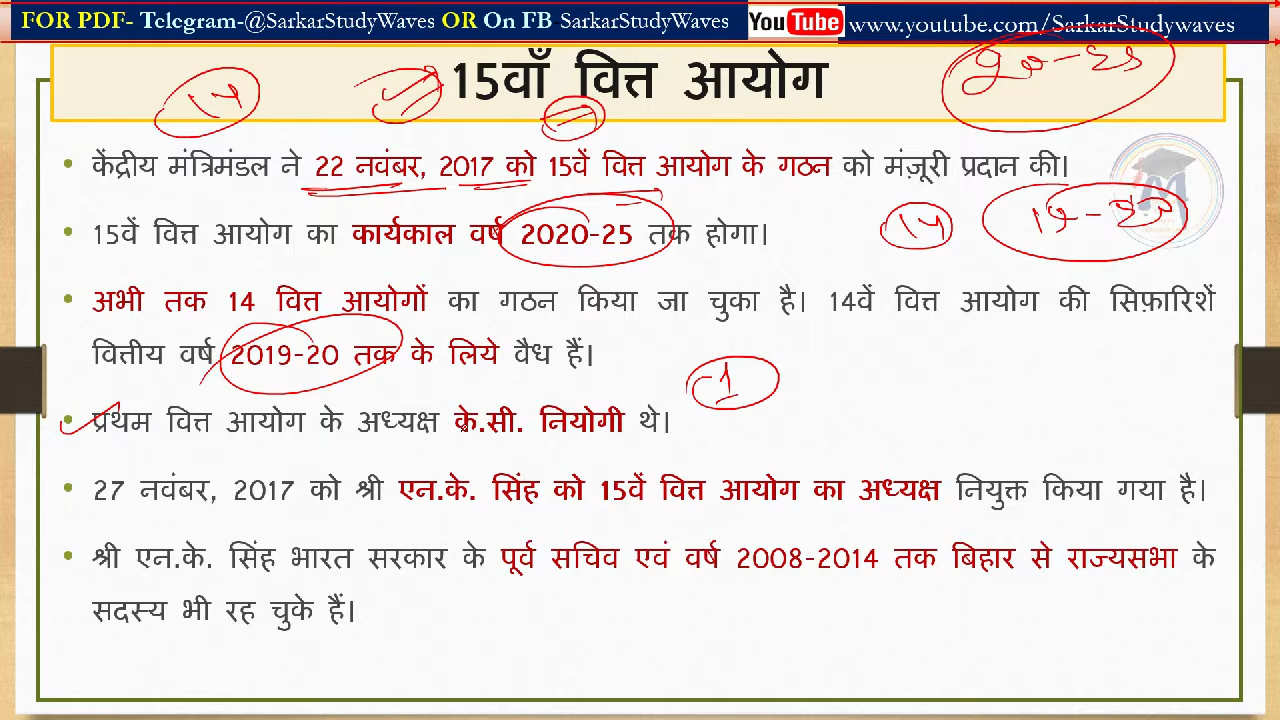 FOR PDF- Telegram-@SarkarStudyWaves OR On FB-SarkarStudyWaves YouTube www.youtube.com/SarkarStudywaves
15वाँ वित्त आयोग
14
केंद्रीय मंत्रिमंडल ने 22 नवंबर, 2017 को 15वें वित्त आयोग के गठन को मंज़ूरी प्रदान की।
15वें वित्त आयोग का कार्यकाल वर्ष 2020-25 तक होगा।
14
अभी तक 14 वित्त आयोगों का गठन किया जा चुका है। 14वें वित्त आयोग की सिफ़ारिशें
वित्तीय वर्ष 2019-20 तक के लिये वैध हैं।
प्रथम वित्त आयोग के अध्यक्ष के.सी. नियोगी थे।
27 नवंबर, 2017 को श्री एन.के. सिंह को 15वें वित्त आयोग का अध्यक्ष नियुक्त किया गया है।
श्री एन.के. सिंह भारत सरकार के पूर्व सचिव एवं वर्ष 2008-2014 तक बिहार से राज्यसभा के
सदस्य भी रह चुके हैं।